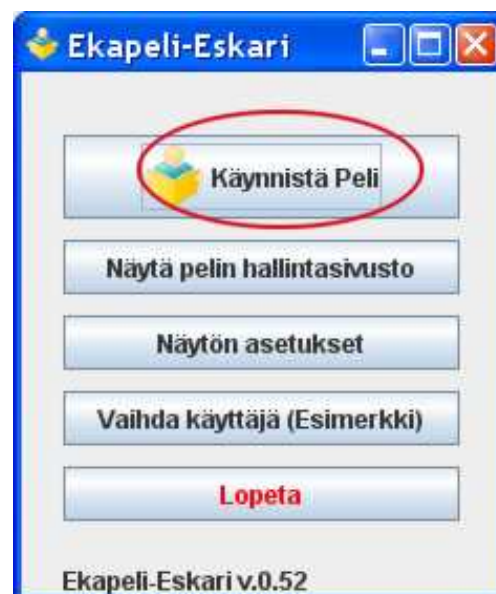 Ekapeli-Eskari
Käynnistä Peli
Näytä pelin hallintasivusto
Näytön asetukset
Vaihda käyttäjä (Esimerkki)
Lopeta
Ekapeli-Eskari v.0.52